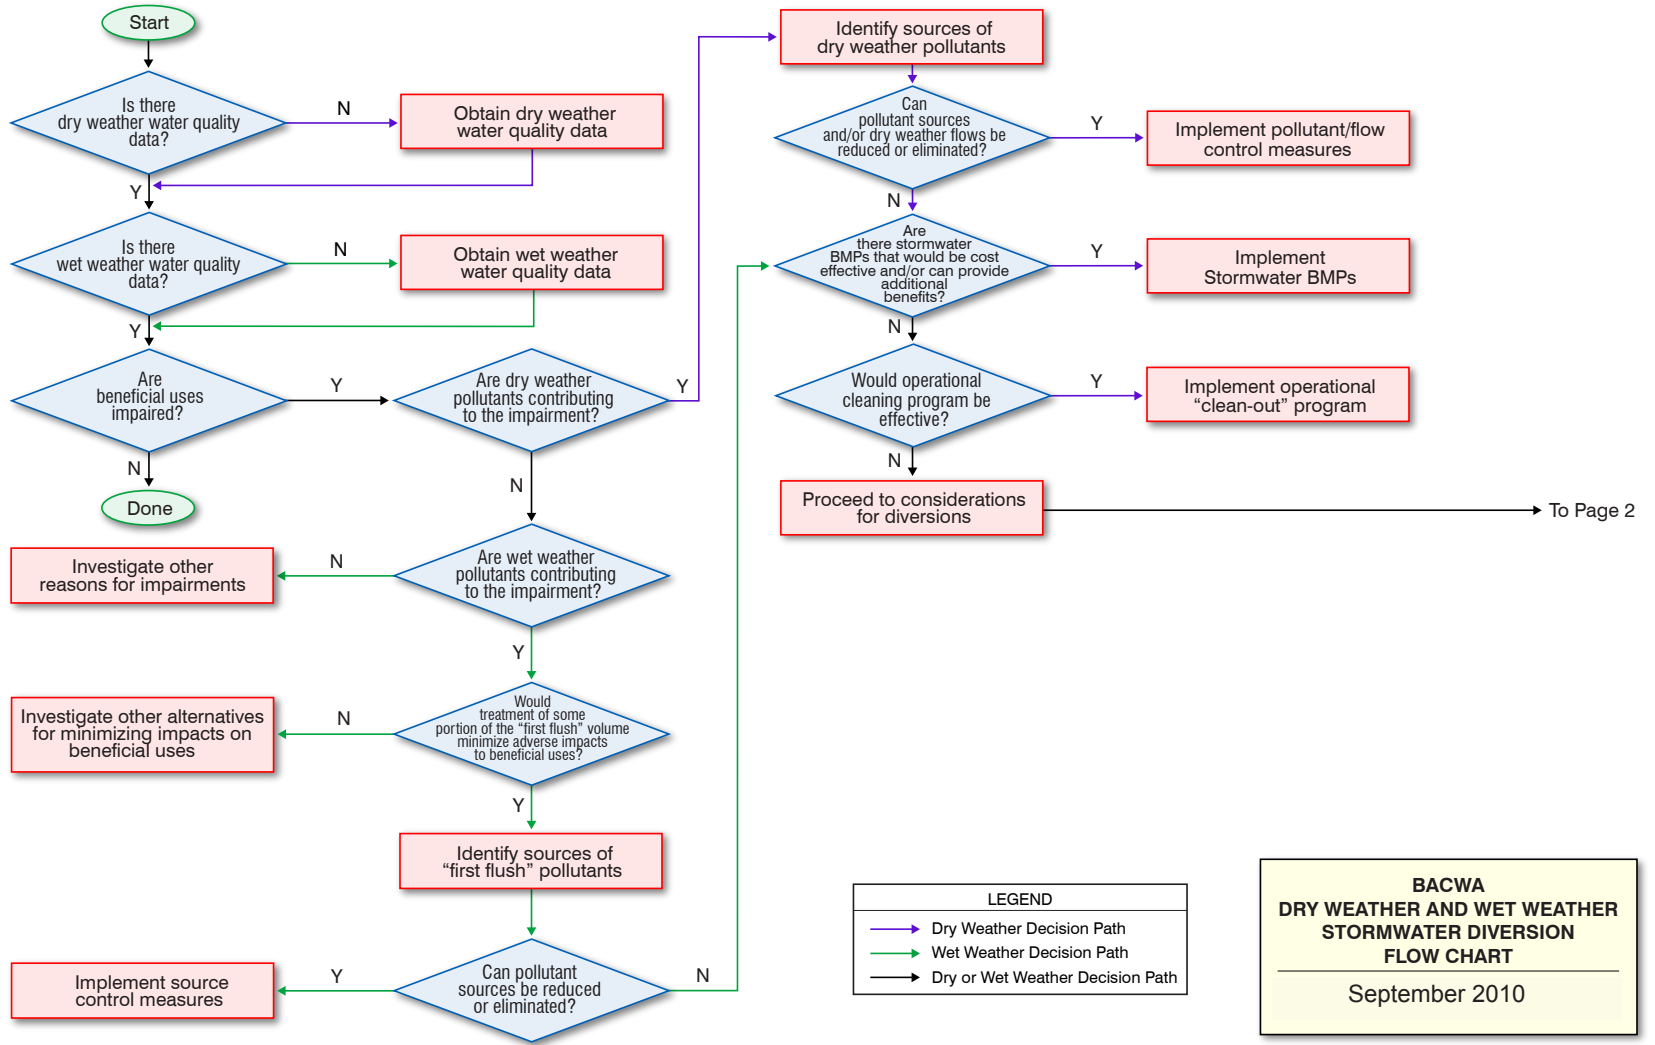 Start
Is there
dry weather water quality
data?
N
Obtain dry weather
water quality data
Y
Is there
wet weather water quality
data?
N
Obtain wet weather
water quality data
Y
Are
beneficial uses
impaired?
Y
N
Done
Are dry weather
pollutants contributing
to the impairment?
Y
N
Are wet weather
pollutants contributing
to the impairment?
N
Investigate other
reasons for impairments
Y
Would
treatment of some
portion of the “first flush” volume
minimize adverse impacts
to beneficial uses?
N
Investigate other alternatives
for minimizing impacts on
beneficial uses
Y
Identify sources of
“first flush” pollutants
Can pollutant
sources be reduced
or eliminated?
Y
Implement source
control measures
N
Identify sources of
dry weather pollutants
Can
pollutant sources
and/or dry weather flows be
reduced or eliminated?
Y
Implement pollutant/flow
control measures
N
Are
there stormwater
BMPs that would be cost
effective and/or can provide
additional
benefits?
Y
Implement
Stormwater BMPs
N
Would operational
cleaning program be
effective?
Y
Implement operational
“clean-out” program
N
Proceed to considerations
for diversions
To Page 2
LEGEND
Dry Weather Decision Path
Wet Weather Decision Path
Dry or Wet Weather Decision Path
BACWA
DRY WEATHER AND WET WEATHER
STORMWATER DIVERSION
FLOW CHART
September 2010